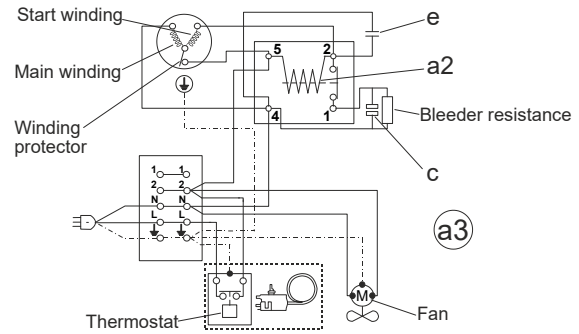 Start winding
Main winding
Winding
protector
e
5 2
a2
4 1
Bleeder resistance
c
1 1
2 2
N N
L L
a3
M
Fan
Thermostat